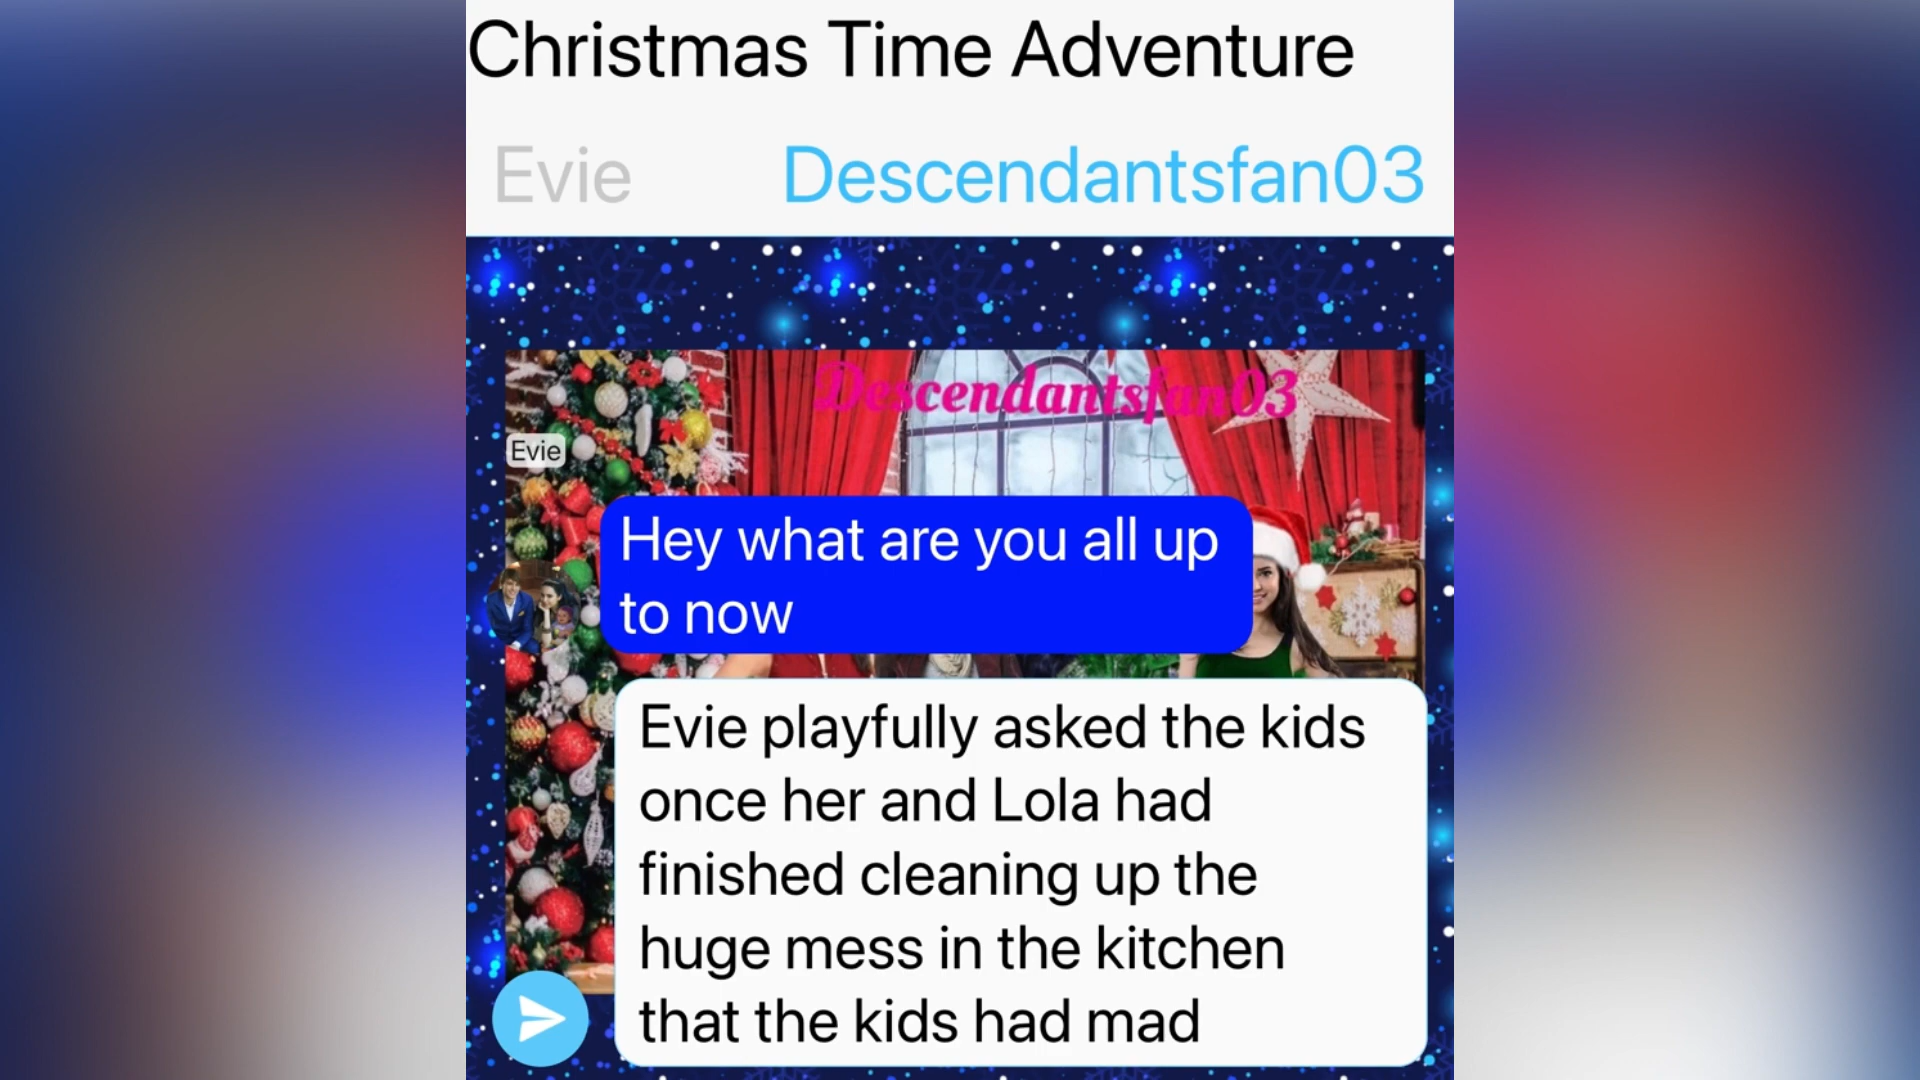 Christmas Time Adventure
Evie
Descendantsfan03
Descendantsfan03
Evie
Hey what are you all up
to now
Evie playfully asked the kids
once her and Lola had
finished cleaning up the
huge mess in the kitchen
that the kids had mad